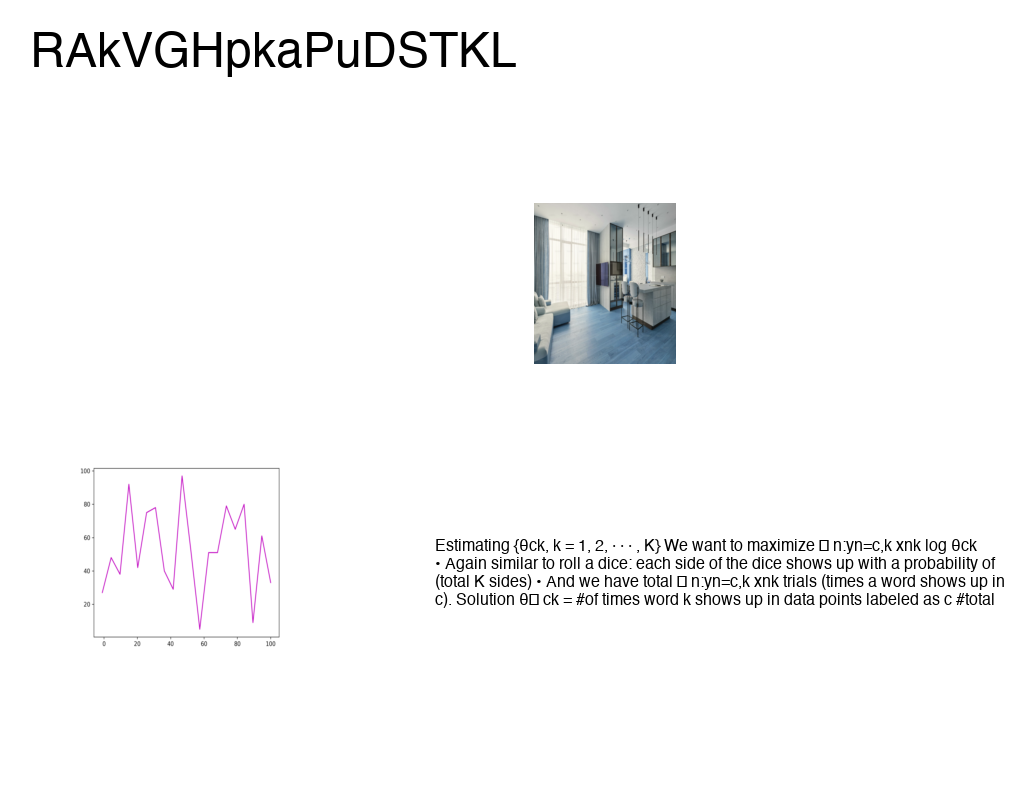 RAkVGHpkaPuDSTKL
100
80
60
40
20
0 20 40 60 80 100
Estimating {θck, k = 1, 2, · · · , K} We want to maximize □ n:yn=c,k xnk log θck
• Again similar to roll a dice: each side of the dice shows up with a probability of
(total K sides) • And we have total □ n:yn=c,k xnk trials (times a word shows up in
c). Solution θ□ ck = #of times word k shows up in data points labeled as c #total